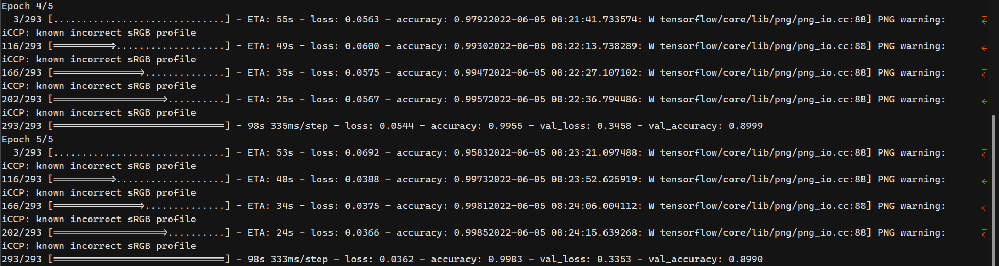 Epoch 4/5
  3/293 [..............................] - ETA: 55s - loss: 0.0563 - accuracy: 0.97922022-06-05 08:21:41.733574: W tensorflow/core/lib/png/png_io.cc:88] PNG warning:
iCCP: known incorrect sRGB profile
116/293 [==========>...................] - ETA: 49s - loss: 0.0600 - accuracy: 0.99302022-06-05 08:22:13.738289: W tensorflow/core/lib/png/png_io.cc:88] PNG warning:
iCCP: known incorrect sRGB profile
166/293 [===============>..............] - ETA: 35s - loss: 0.0575 - accuracy: 0.99472022-06-05 08:22:27.107102: W tensorflow/core/lib/png/png_io.cc:88] PNG warning:
iCCP: known incorrect sRGB profile
202/293 [===================>..........] - ETA: 25s - loss: 0.0567 - accuracy: 0.99572022-06-05 08:22:36.794486: W tensorflow/core/lib/png/png_io.cc:88] PNG warning:
iCCP: known incorrect sRGB profile
293/293 [==============================] - 98s 335ms/step - loss: 0.0544 - accuracy: 0.9955 - val_loss: 0.3458 - val_accuracy: 0.8999
Epoch 5/5
  3/293 [..............................] - ETA: 53s - loss: 0.0692 - accuracy: 0.95832022-06-05 08:23:21.097488: W tensorflow/core/lib/png/png_io.cc:88] PNG warning:
iCCP: known incorrect sRGB profile
116/293 [==========>...................] - ETA: 48s - loss: 0.0388 - accuracy: 0.99732022-06-05 08:23:52.625919: W tensorflow/core/lib/png/png_io.cc:88] PNG warning:
iCCP: known incorrect sRGB profile
166/293 [===============>..............] - ETA: 34s - loss: 0.0375 - accuracy: 0.99812022-06-05 08:24:06.004112: W tensorflow/core/lib/png/png_io.cc:88] PNG warning:
iCCP: known incorrect sRGB profile
202/293 [===================>..........] - ETA: 24s - loss: 0.0366 - accuracy: 0.99852022-06-05 08:24:15.639268: W tensorflow/core/lib/png/png_io.cc:88] PNG warning:
iCCP: known incorrect sRGB profile
293/293 [==============================] - 98s 333ms/step - loss: 0.0362 - accuracy: 0.9983 - val_loss: 0.3353 - val_accuracy: 0.8990